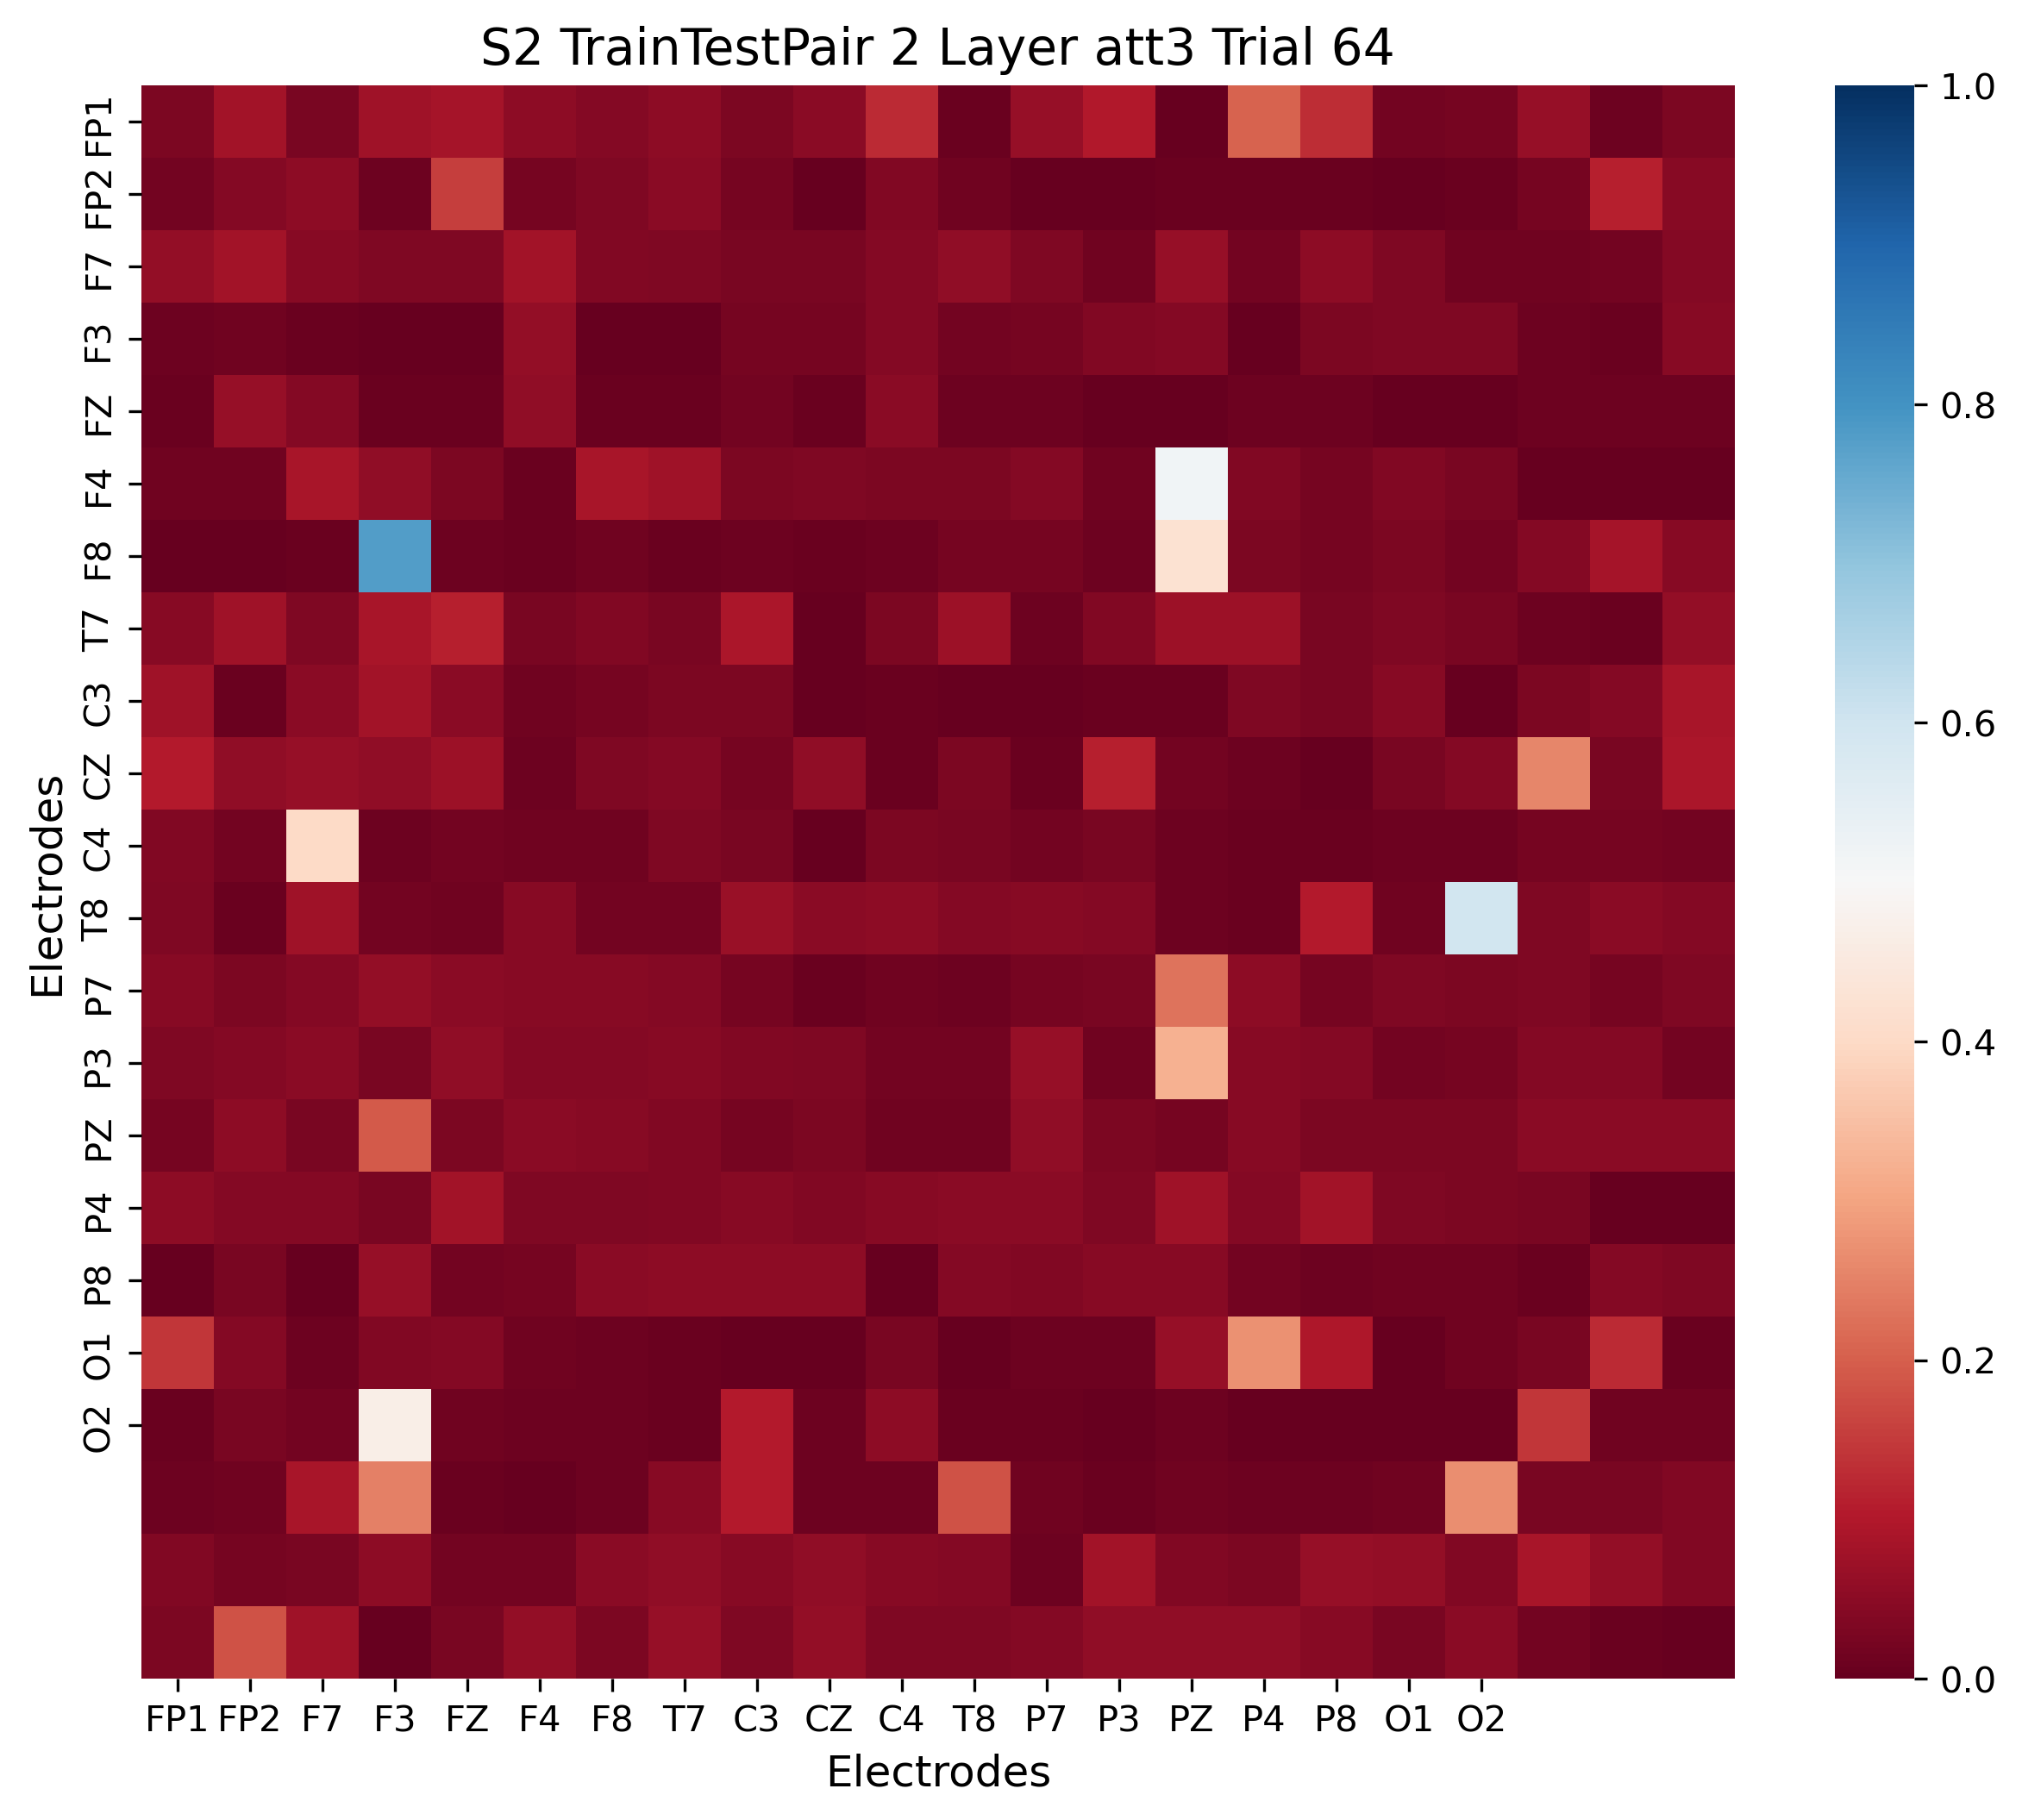 S2 TrainTestPair 2 Layer att3 Trial 64
Electrodes
FP1
FP2
F7
F3
FZ
F4
F8
T7
C3
CZ
C4
T8
P7
P3
PZ
P4
P8
O1
O2
FP1 FP2 F7 F3 FZ F4 F8 T7 C3 CZ C4 T8 P7 P3 PZ P4 P8 O1 O2
Electrodes
1.0
0.8
0.6
0.4
0.2
0.0